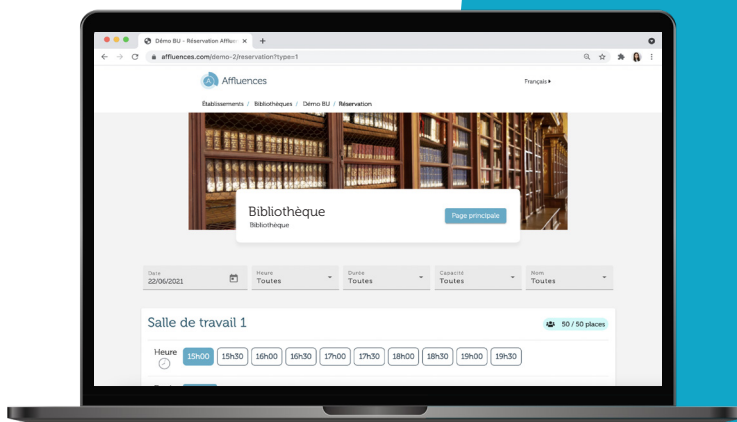 Démo BU - Réservation Affluen
affluences.com/demo-2/reservation?type=1
Affluences
Français
Établissements / Bibliothèques / Démo BU / Réservation
Bibliothèque
Bibliothèque
Page principale
Date
22/06/2021
Heure
Toutes
Durée
Toutes
Capacité
Toutes
Nom
Toutes
Salle de travail 1
50 / 50 places
Heure
15h00 15h30 16h00 16h30 17h00 17h30 18h00 18h30 19h00 19h30